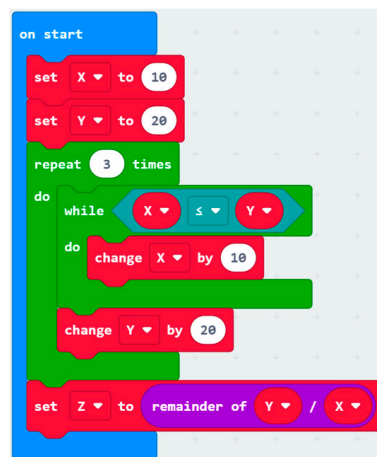 on start
set X to 10
set Y to 20
repeat 3 times
do
while X ≤ Y
do
change X by 10
change Y by 20
set Z to remainder of Y / X